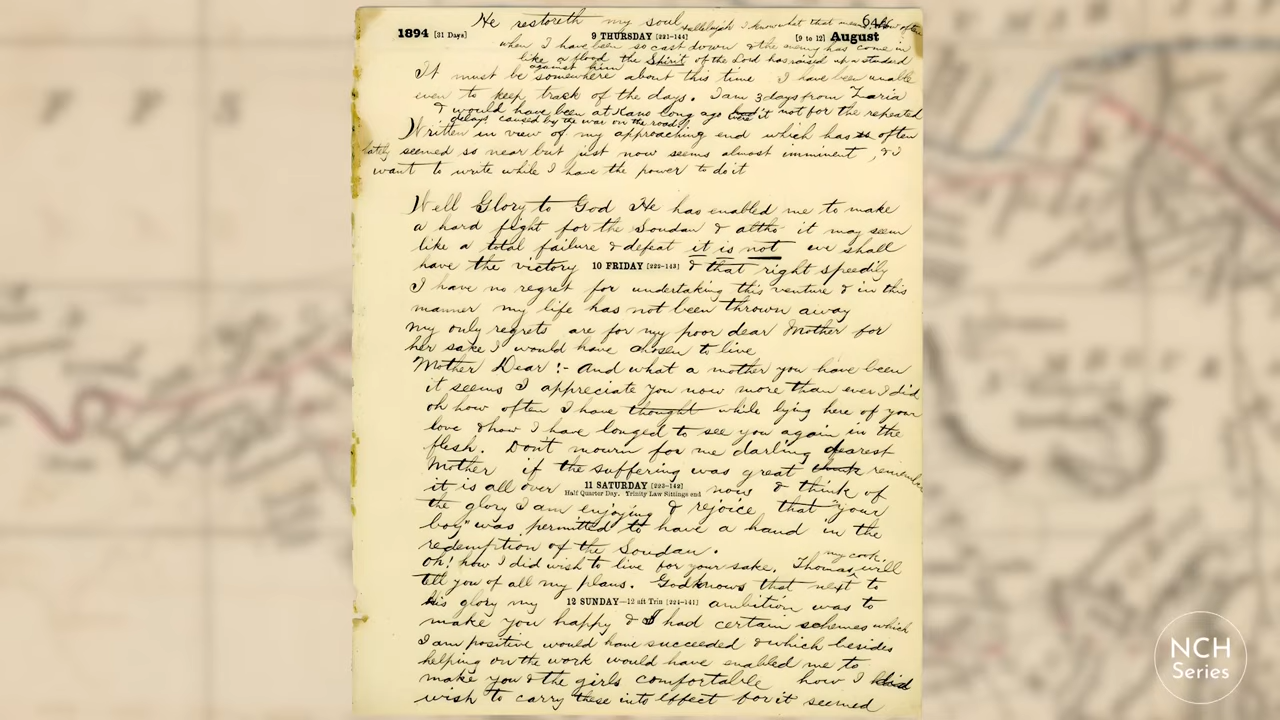 He restoreth my soul Hallelujah I know what that means, How often
1894 [31 Days] 9 THURSDAY [221-144] [9 to 12] August
when I have been so cast down & the enemy has come in
like a flood the Spirit of the Lord has raised up a standard
against him
It must be somewhere about this time I have been unable
even to keep track of the days. I am 3 days from Zaria
& would have been at Kano long ago had it not for the repeated
delays caused by the war on the roads
Written in view of my approaching end which has often
lately seemed so near but just now seems almost imminent, & I
want to write while I have the power to do it
Well Glory to God He has enabled me to make
a hard fight for the Soudan & altho it may seem
like a total failure & defeat it is not we shall
have the victory 10 FRIDAY [222-143] & that right speedily
I have no regret for undertaking this venture & in this
manner my life has not been thrown away
My only regrets are for my poor dear Mother for
her sake I would have chosen to live
Mother Dear :- And what a mother you have been
it seems I appreciate you now more than ever I did
oh how often I have thought while lying here of your
love & how I have longed to see you again in the
flesh. Don't mourn for me darling dearest
Mother if the suffering was great remember
it is all over 11 SATURDAY [223-142] now & think of
Half Quarter Day. Trinity Law Sittings end
the glory I am enjoying & rejoice that "your
boy" was permitted to have a hand in the
redemption of the Soudan.
my cook
Oh! how I did wish to live for your sake. Thomas, will
tell you of all my plans. God knows that next to
his glory my 12 SUNDAY—12 aft Trin [224-141] ambition was to
make you happy & I had certain schemes which
I am positive would have succeeded & which besides
helping on the work would have enabled me to
make you & the girls comfortable how I did
wish to carry these into effect for it seemed
NCH
Series